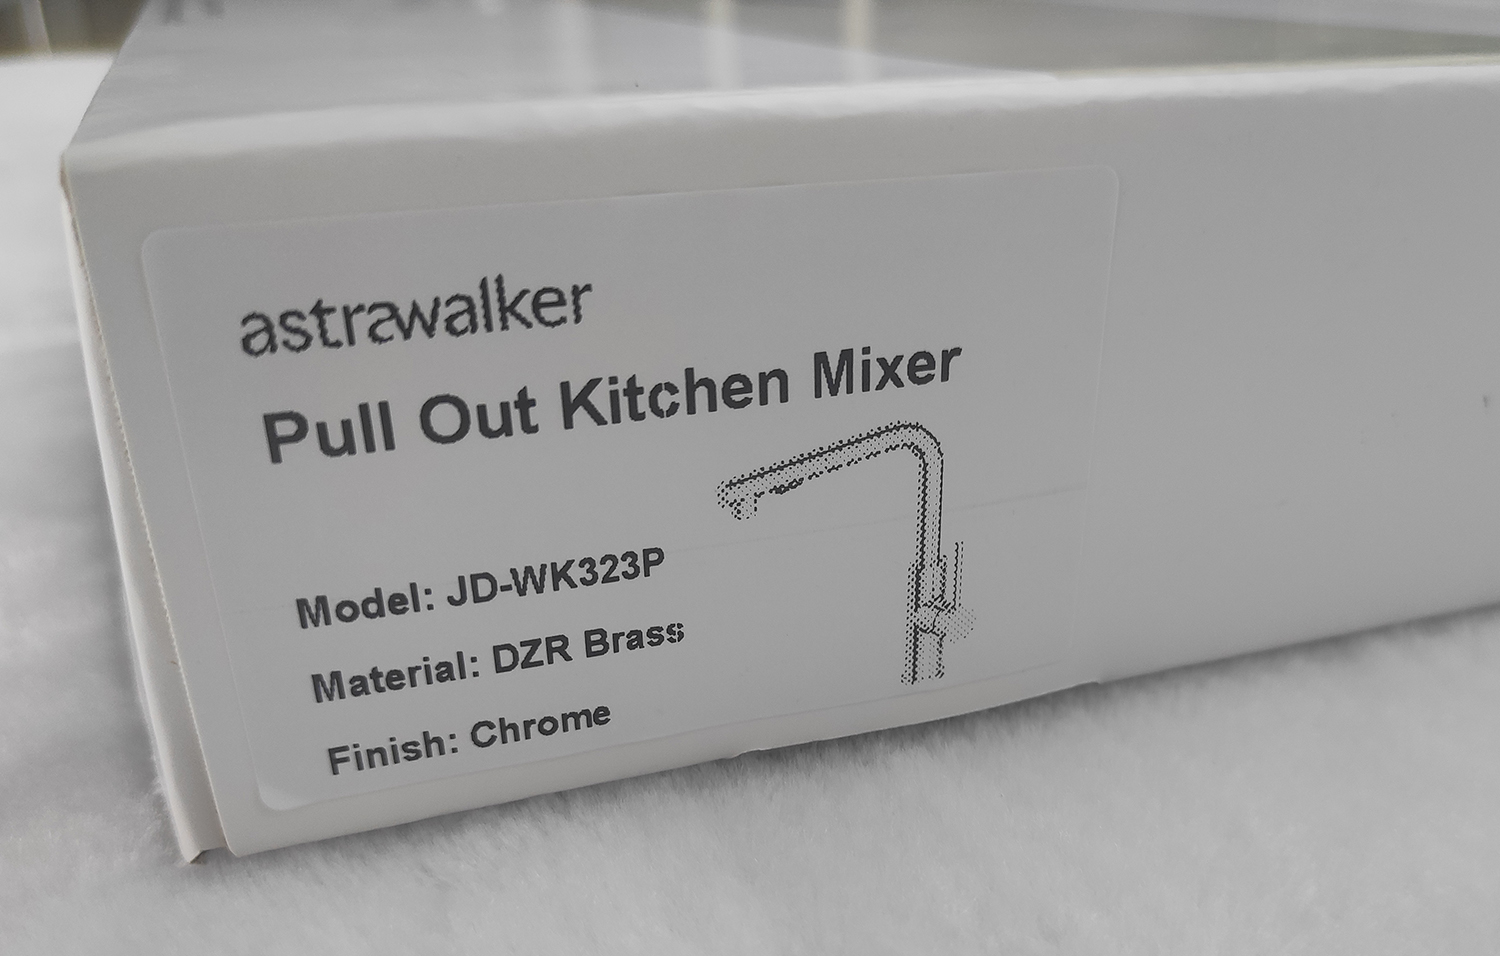 astrawalker
Pull Out Kitchen Mixer
Model: JD-WK323P
Material: DZR Brass
Finish: Chrome